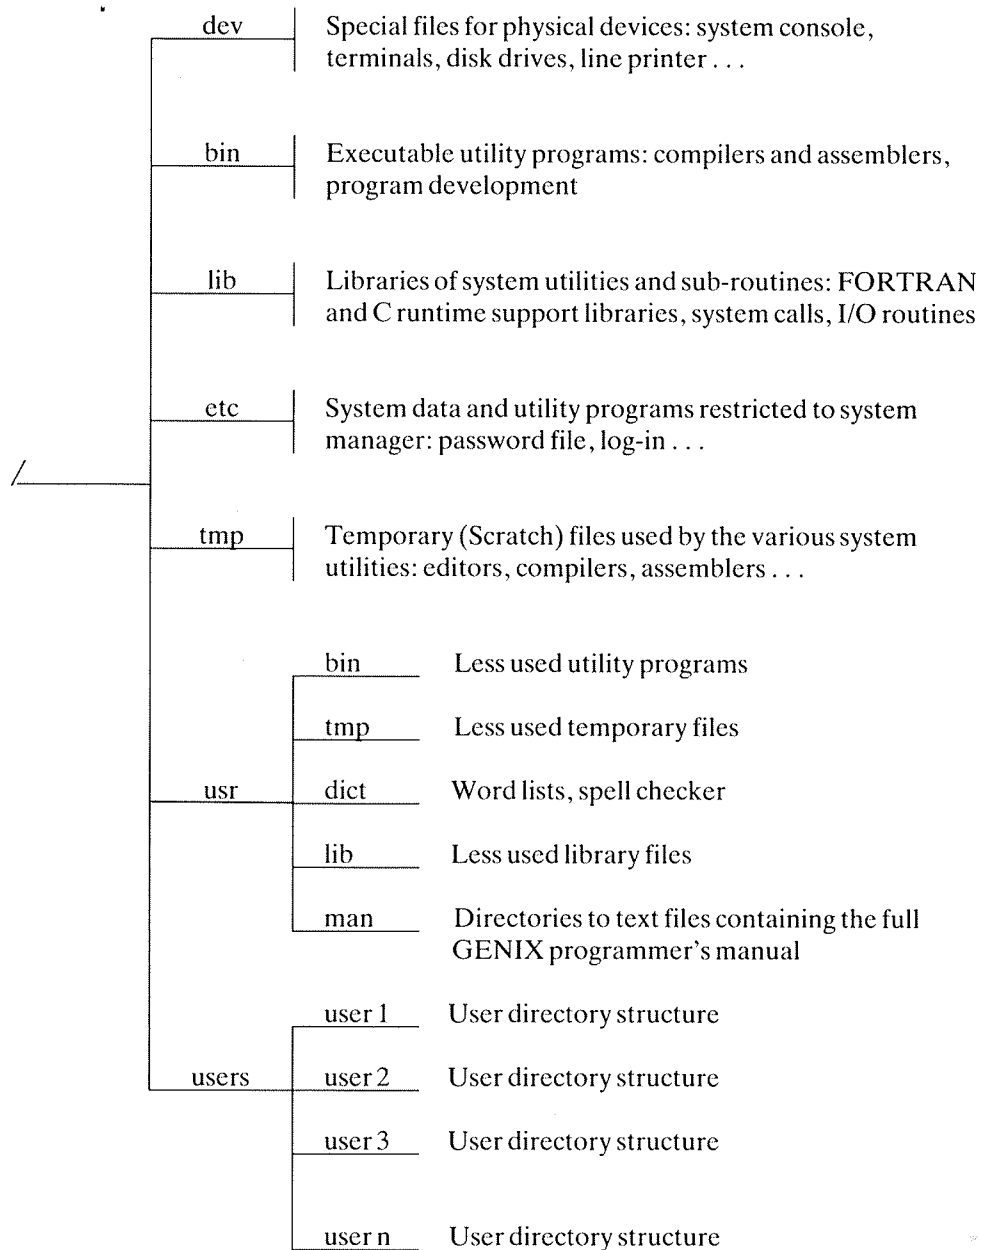 dev Special files for physical devices: system console,
terminals, disk drives, line printer . . .
bin Executable utility programs: compilers and assemblers,
program development
lib Libraries of system utilities and sub-routines: FORTRAN
and C runtime support libraries, system calls, I/O routines
etc System data and utility programs restricted to system
manager: password file, log-in . . .
/
tmp Temporary (Scratch) files used by the various system
utilities: editors, compilers, assemblers . . .
bin Less used utility programs
tmp Less used temporary files
usr dict Word lists, spell checker
lib Less used library files
man Directories to text files containing the full
GENIX programmer's manual
user 1 User directory structure
users user 2 User directory structure
user 3 User directory structure
user n User directory structure